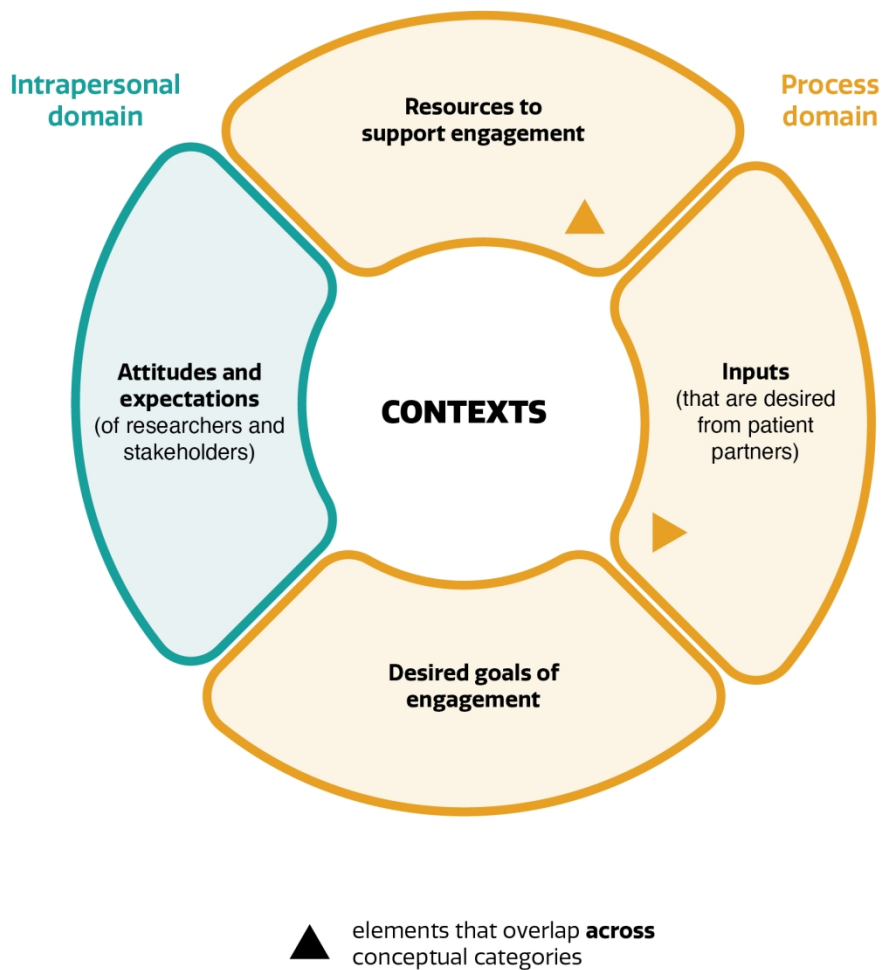 Intrapersonal
domain
Process
domain
Resources to
support engagement
Attitudes and
expectations
(of researchers and
stakeholders)
CONTEXTS
Inputs
(that are desired
from patient
partners)
Desired goals of
engagement
elements that overlap across
conceptual categories